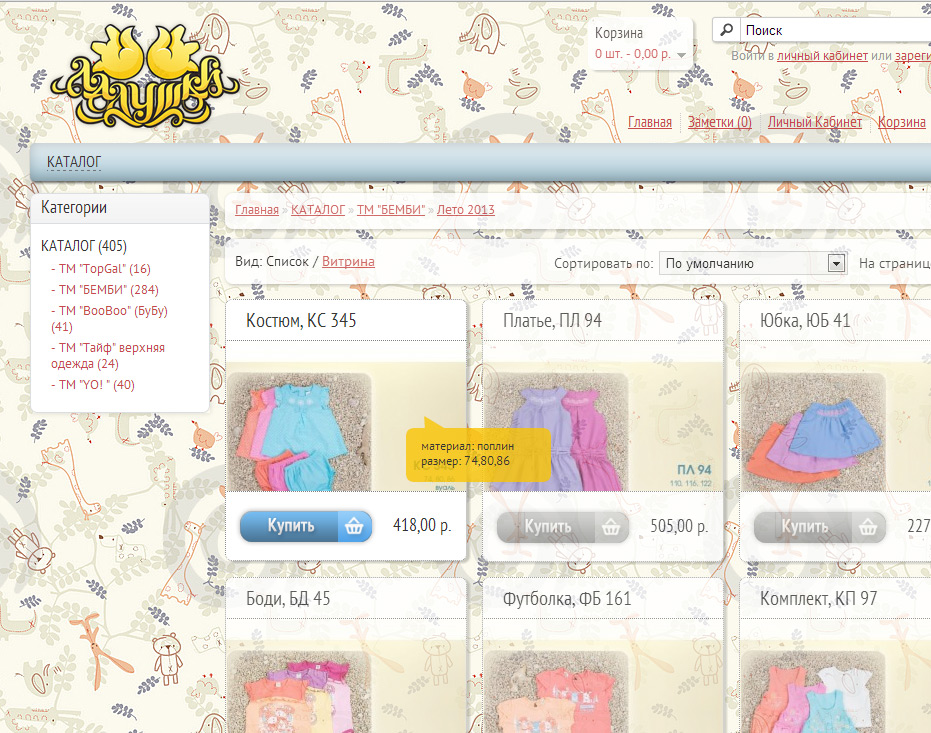 Ладушки
Корзина
0 шт. - 0,00 р.
Поиск
Войти в личный кабинет или зареги
Главная Заметки (0) Личный Кабинет Корзина
КАТАЛОГ
Категории
КАТАЛОГ (405)
- ТМ "TopGal" (16)
- ТМ "БЕМБИ" (284)
- ТМ "BooBoo" (БуБу)
(41)
- ТМ "Тайф" верхняя
одежда (24)
- ТМ "YO! " (40)
Главная » КАТАЛОГ » ТМ "БЕМБИ" » Лето 2013
Вид: Список / Витрина
Сортировать по: По умолчанию На страниц
Костюм, КС 345
материал: поплин
размер: 74,80,86
Купить 418,00 р.
Платье, ПЛ 94
ПЛ 94
110, 116, 122
Купить 505,00 р.
Юбка, ЮБ 41
Купить 227
Боди, БД 45
Футболка, ФБ 161
Комплект, КП 97